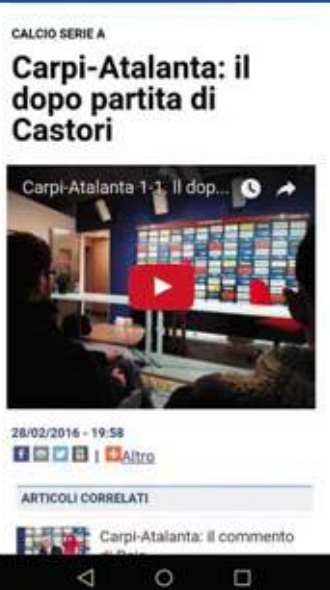 CALCIO SERIE A
Carpi-Atalanta: il
dopo partita di
Castori
Carpi-Atalanta 1-1. Il dop...
28/02/2016 - 19:58
| Altro
ARTICOLI CORRELATI
Carpi-Atalanta: il commento
di